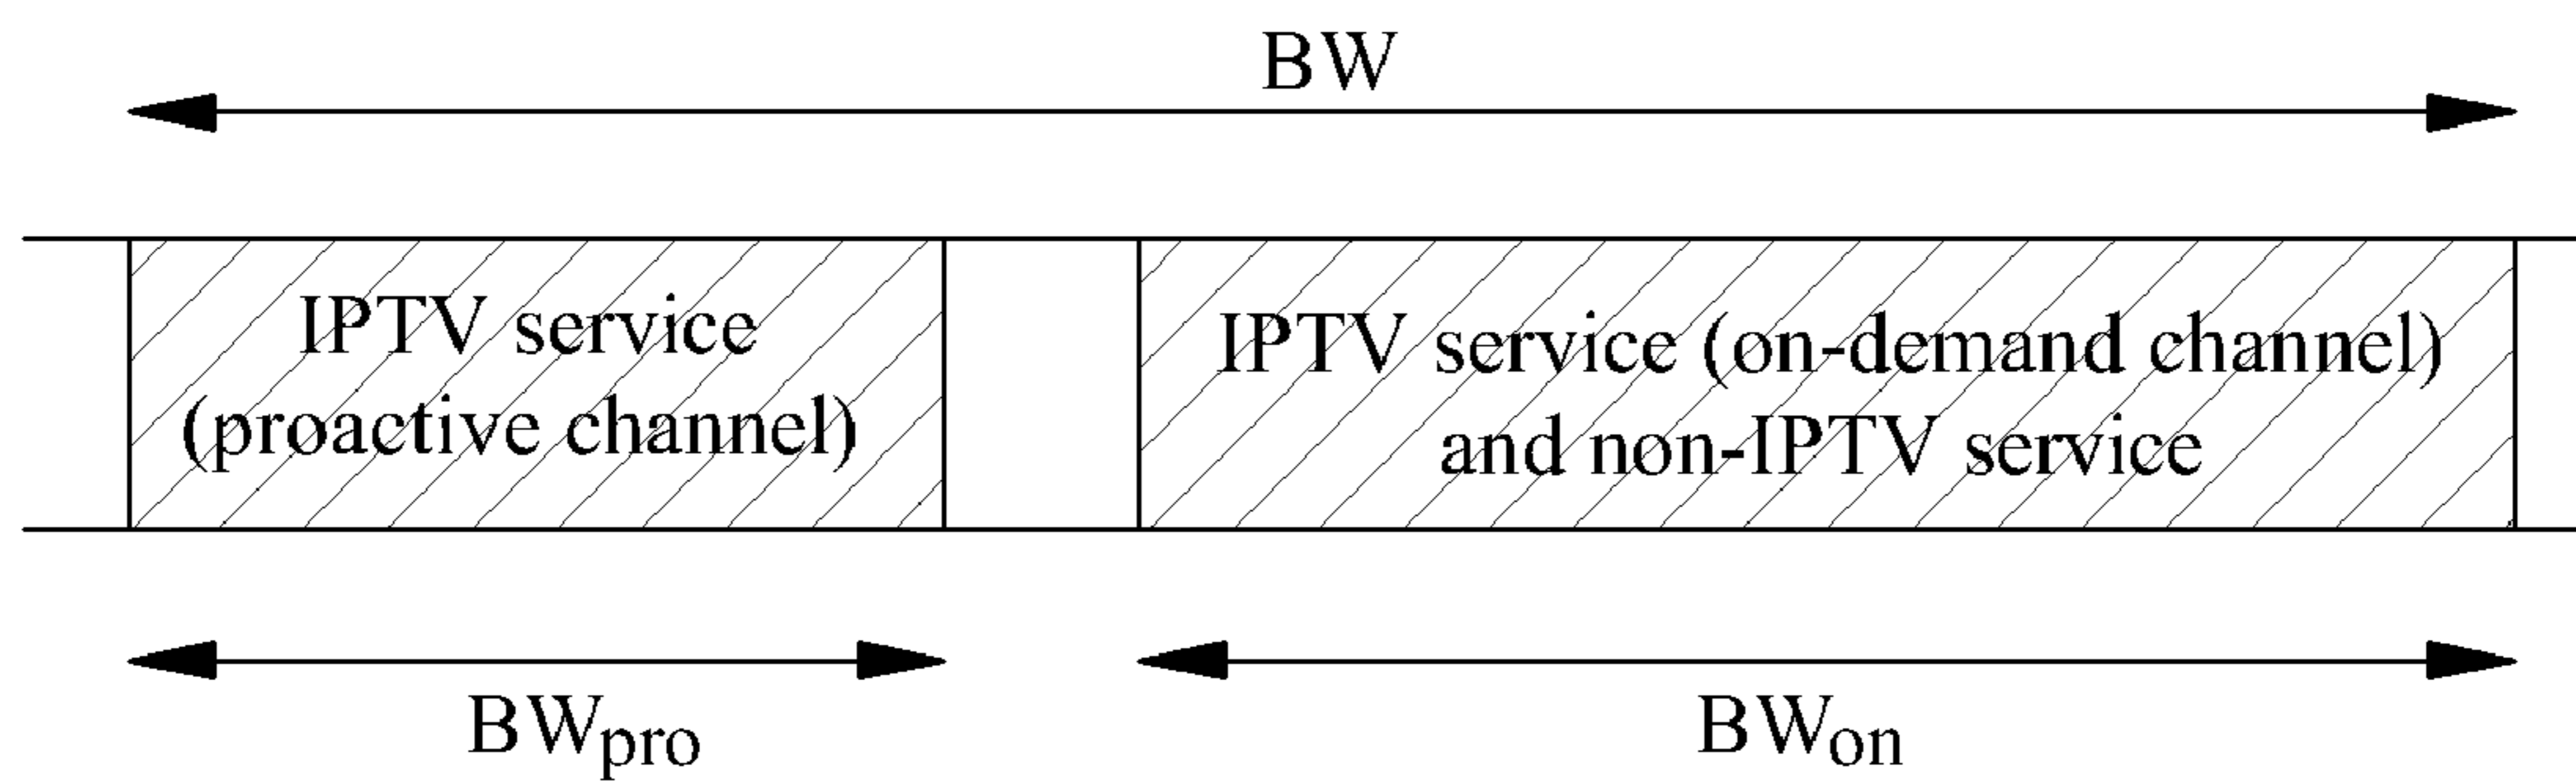 BW
IPTV service
(proactive channel)
IPTV service (on-demand channel)
and non-IPTV service
BWpro
BWon